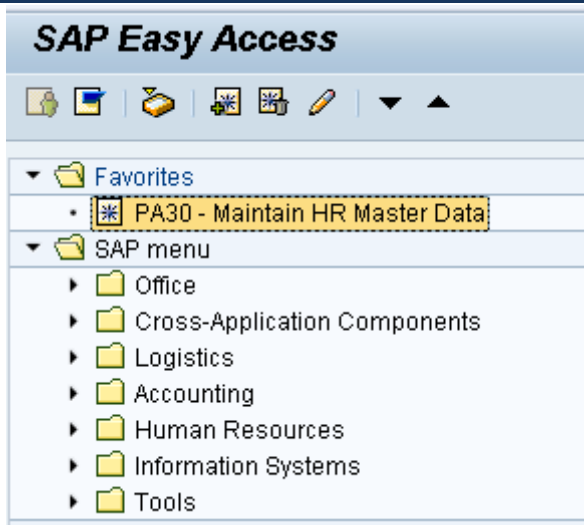 SAP Easy Access
Favorites
PA30 - Maintain HR Master Data
SAP menu
Office
Cross-Application Components
Logistics
Accounting
Human Resources
Information Systems
Tools